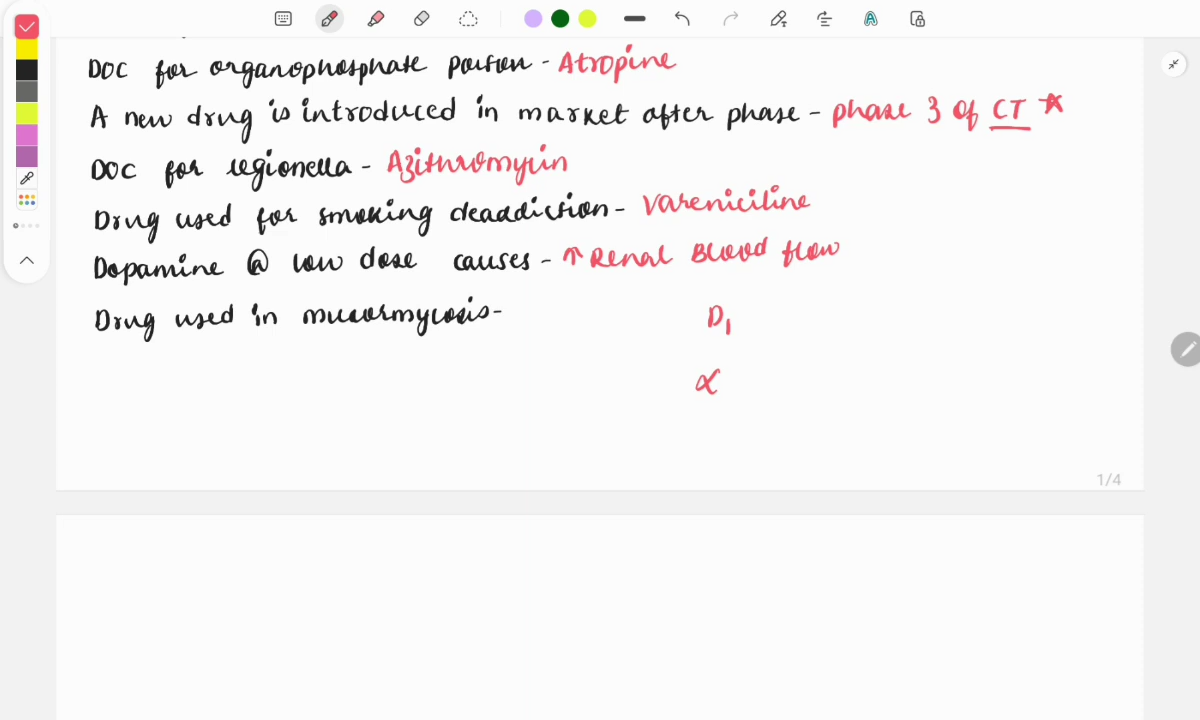 DOC for organophosphate poison - Atropine
A new drug is introduced in market after phase - phase 3 of CT ★
DOC for legionella - Azithromycin
Drug used for smoking deaddiction - Vareniciline
Dopamine @ low dose causes - ↑ Renal Blood flow
Drug used in mucormycosis -
D1
α
1/4